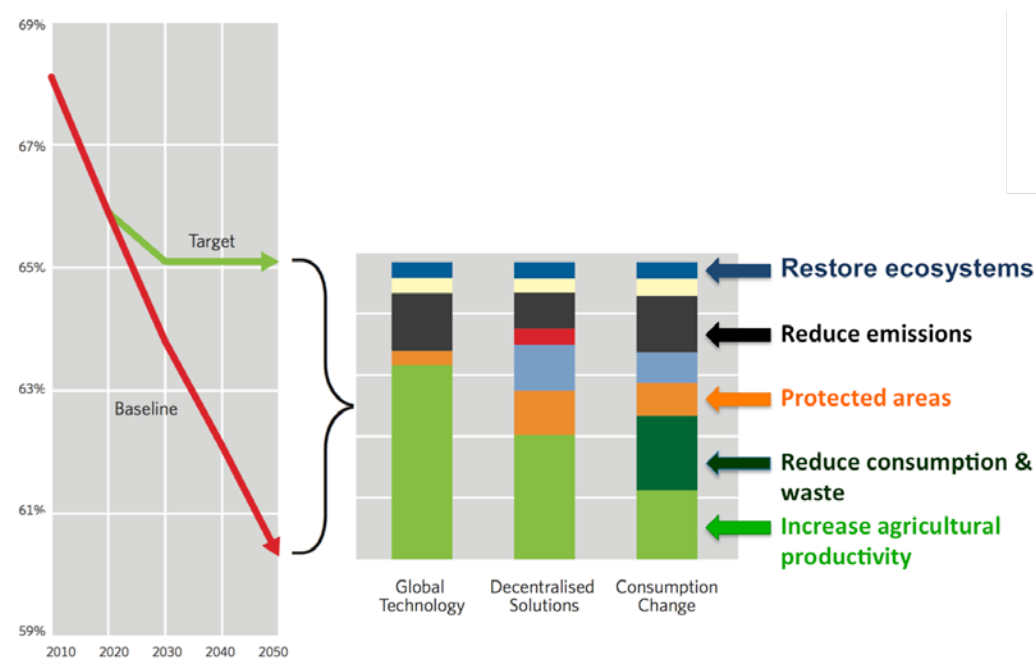 69%
67%
65%
63%
61%
59%
2010 2020 2030 2040 2050
Target
Baseline
Global
Technology
Decentralised
Solutions
Consumption
Change
Restore ecosystems
Reduce emissions
Protected areas
Reduce consumption &
waste
Increase agricultural
productivity